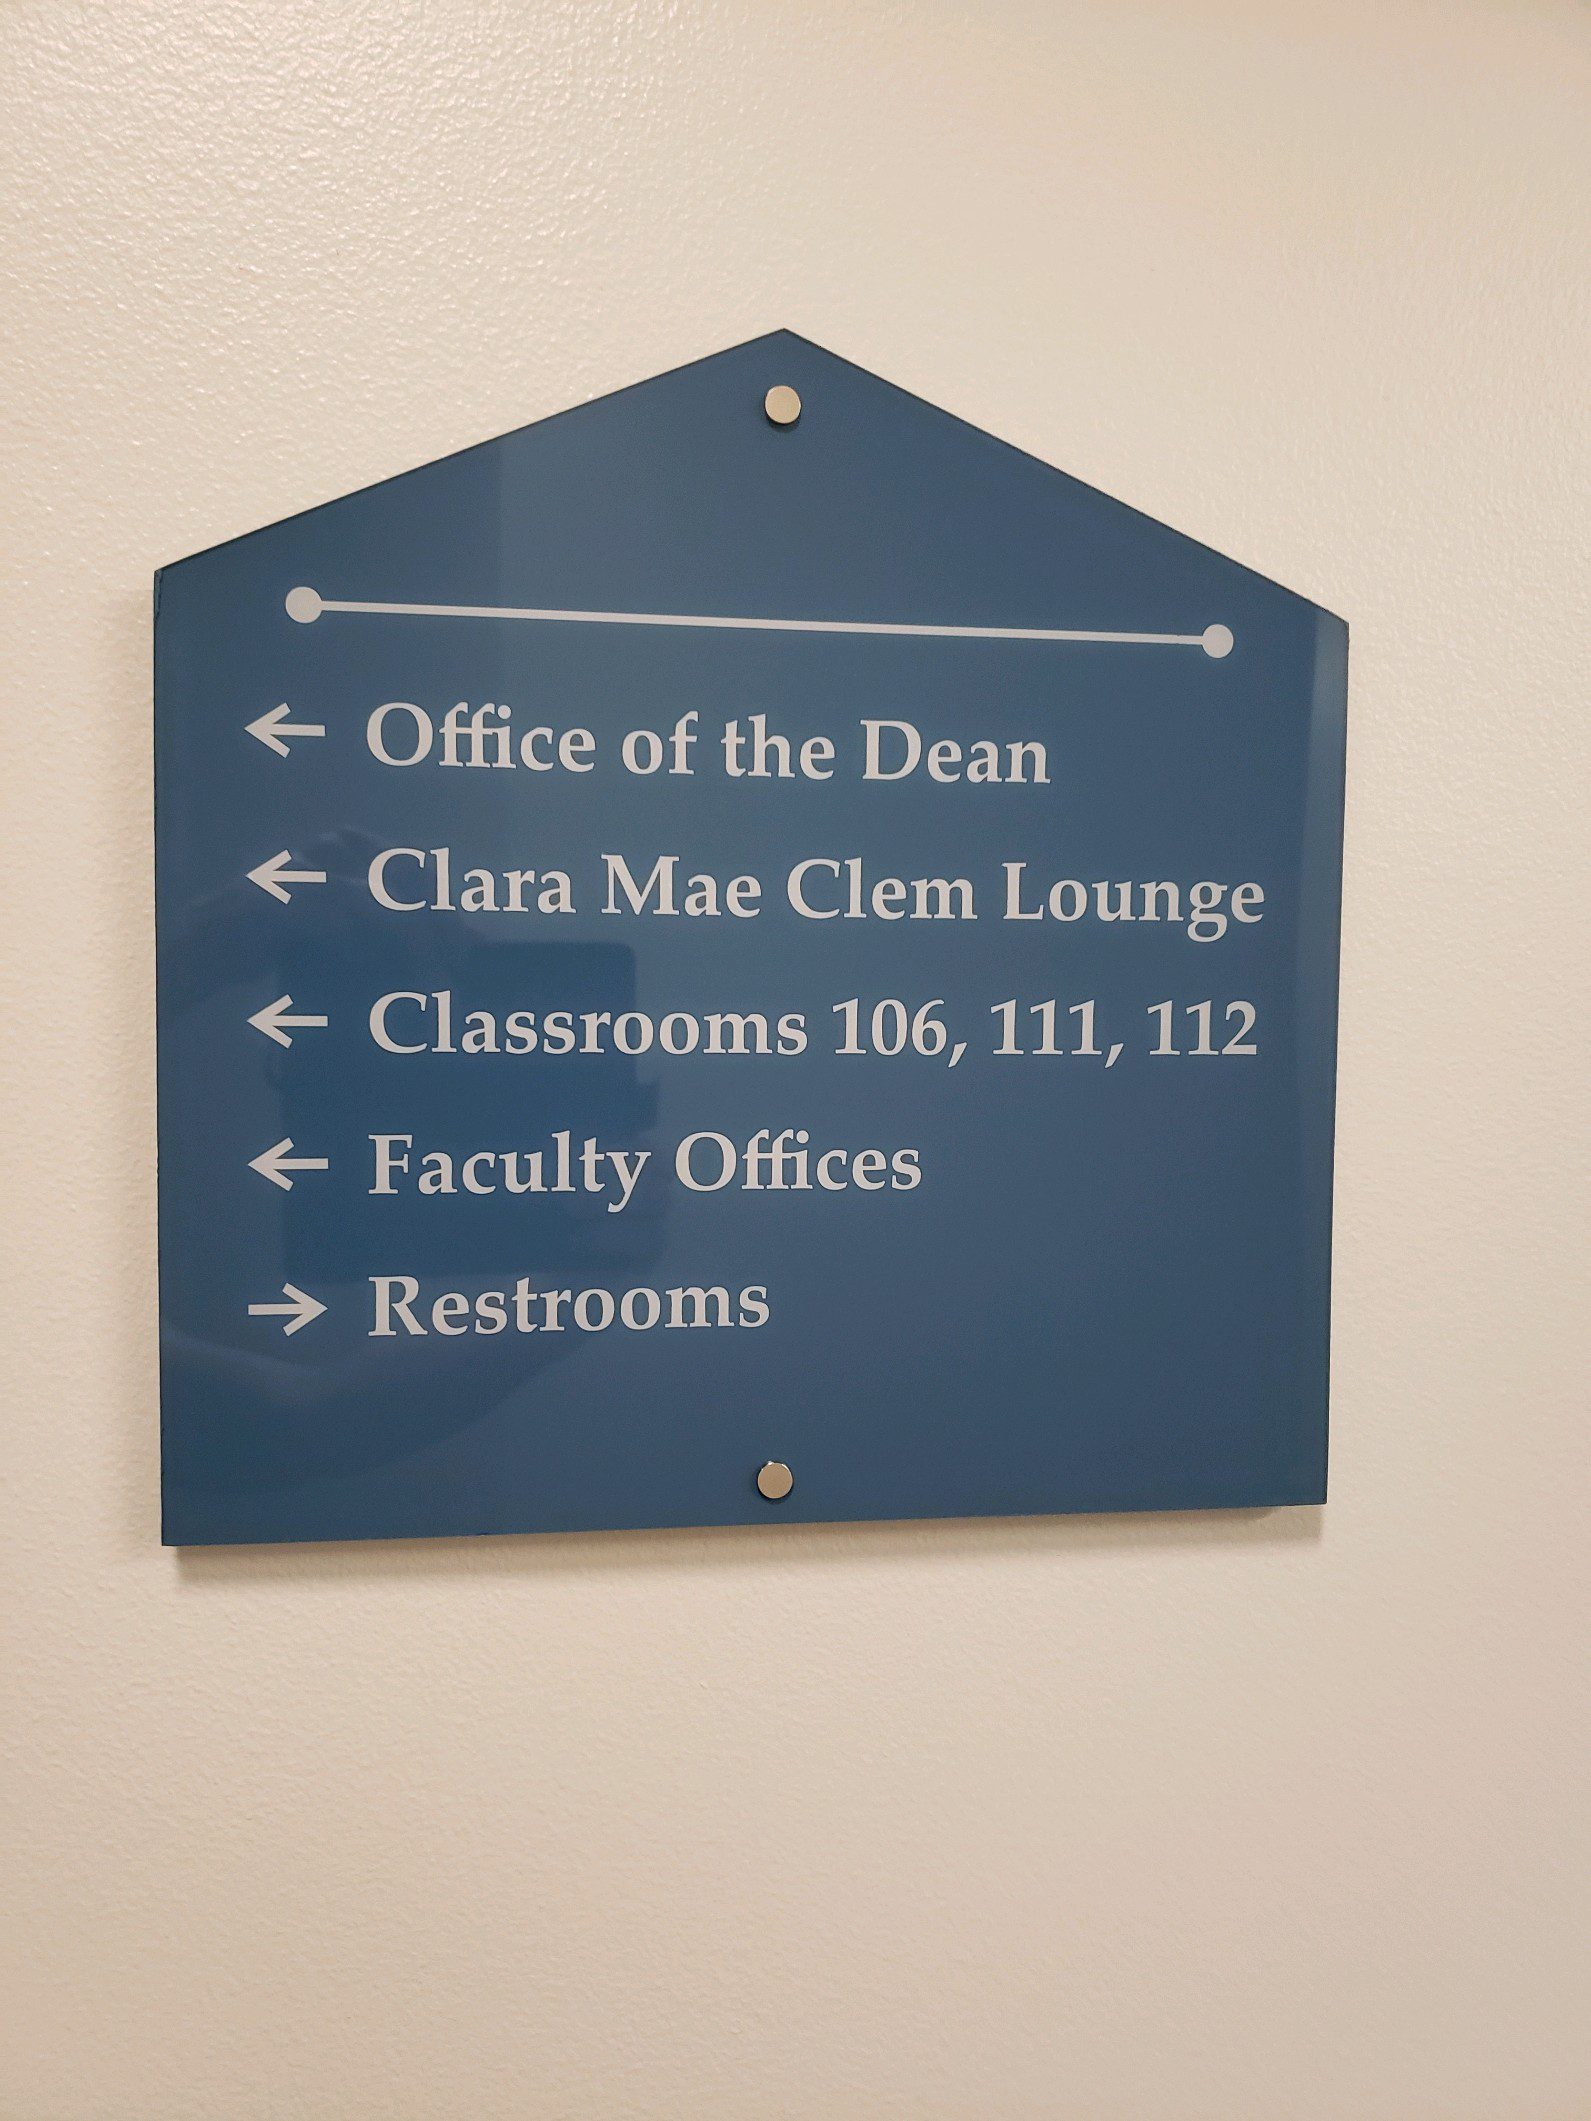 ← Office of the Dean
← Clara Mae Clem Lounge
← Classrooms 106, 111, 112
← Faculty Offices
→ Restrooms